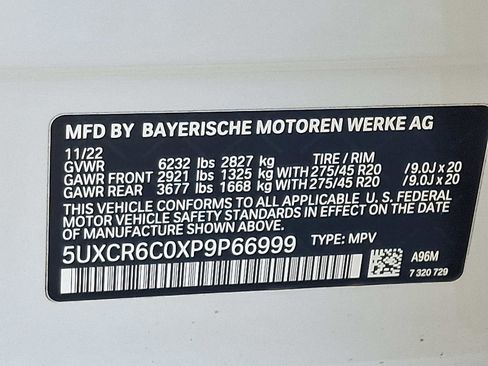 MFD BY BAYERISCHE MOTOREN WERKE AG
11/22
GVWR 6232 lbs 2827 kg TIRE / RIM
GAWR FRONT 2921 lbs 1325 kg WITH 275/45 R20 /9.0J x 20
GAWR REAR 3677 lbs 1668 kg WITH 275/45 R20 /9.0J x 20
THIS VEHICLE CONFORMS TO ALL APPLICABLE U. S. FEDERAL
MOTOR VEHICLE SAFETY STANDARDS IN EFFECT ON THE DATE
OF MANUFACTURE SHOWN ABOVE.
5UXCR6C0XP9P66999 TYPE: MPV
A96M
7 320 729